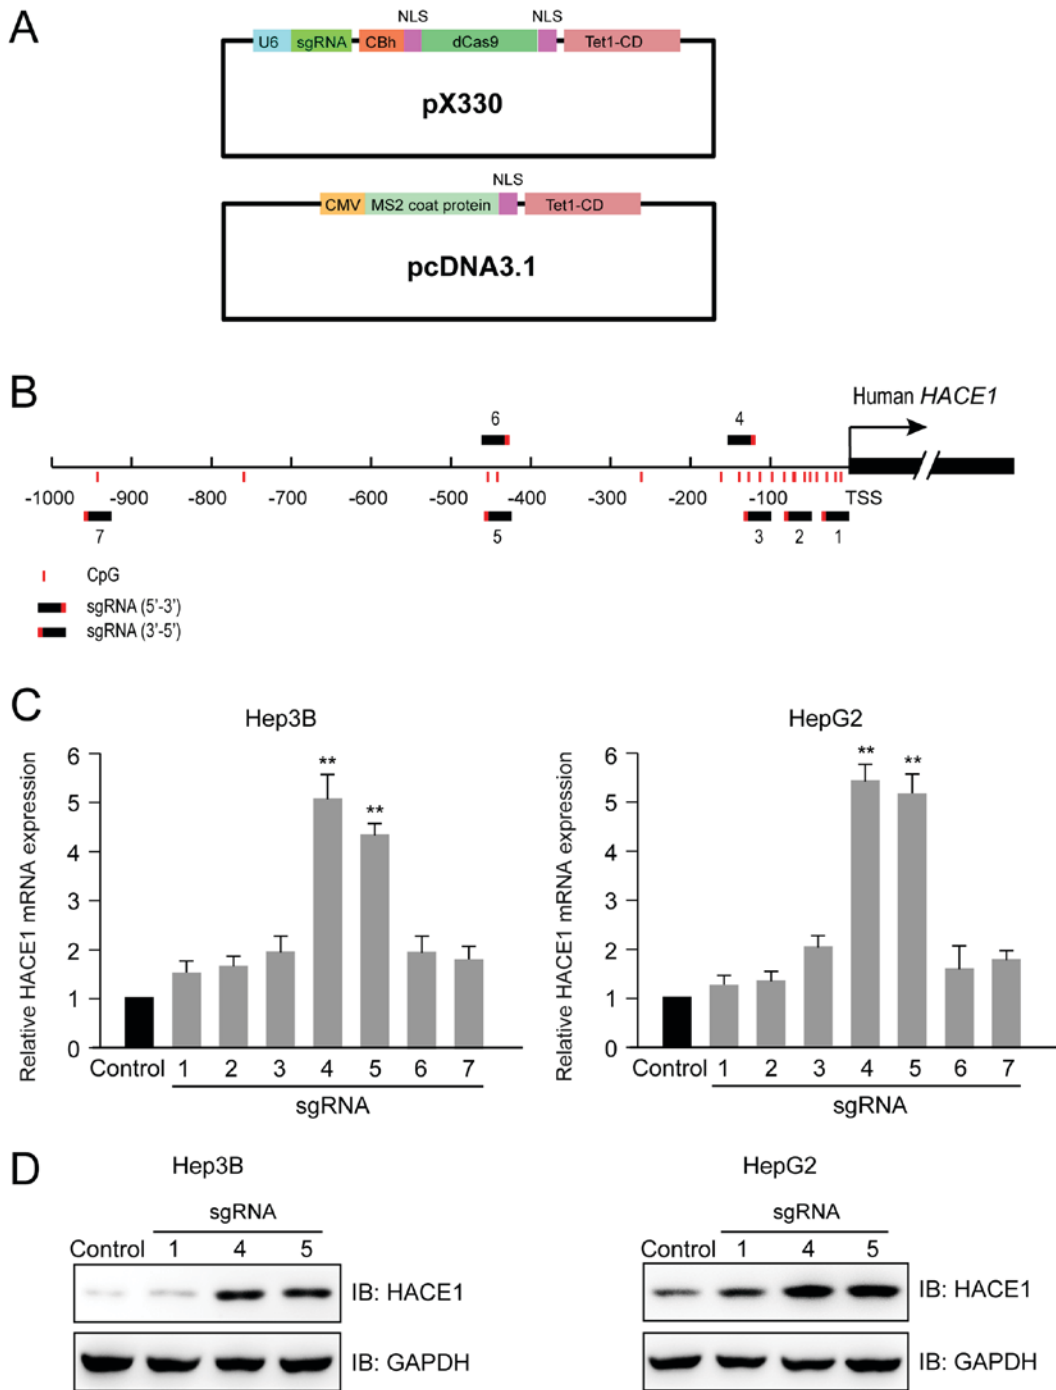 A
NLS NLS
U6 sgRNA CBh dCas9 Tet1-CD
pX330
NLS
CMV MS2 coat protein Tet1-CD
pcDNA3.1
B
Human HACE1
6 4
-1000 -900 -800 -700 -600 -500 -400 -300 -200 -100 TSS
7 5 3 2 1
CpG
sgRNA (5'-3')
sgRNA (3'-5')
C
Hep3B
Relative HACE1 mRNA expression
6
5
4
3
2
1
0
** **
Control 1 2 3 4 5 6 7
sgRNA
HepG2
Relative HACE1 mRNA expression
6
5
4
3
2
1
0
** **
Control 1 2 3 4 5 6 7
sgRNA
D
Hep3B
sgRNA
Control 1 4 5
IB: HACE1
IB: GAPDH
HepG2
sgRNA
Control 1 4 5
IB: HACE1
IB: GAPDH